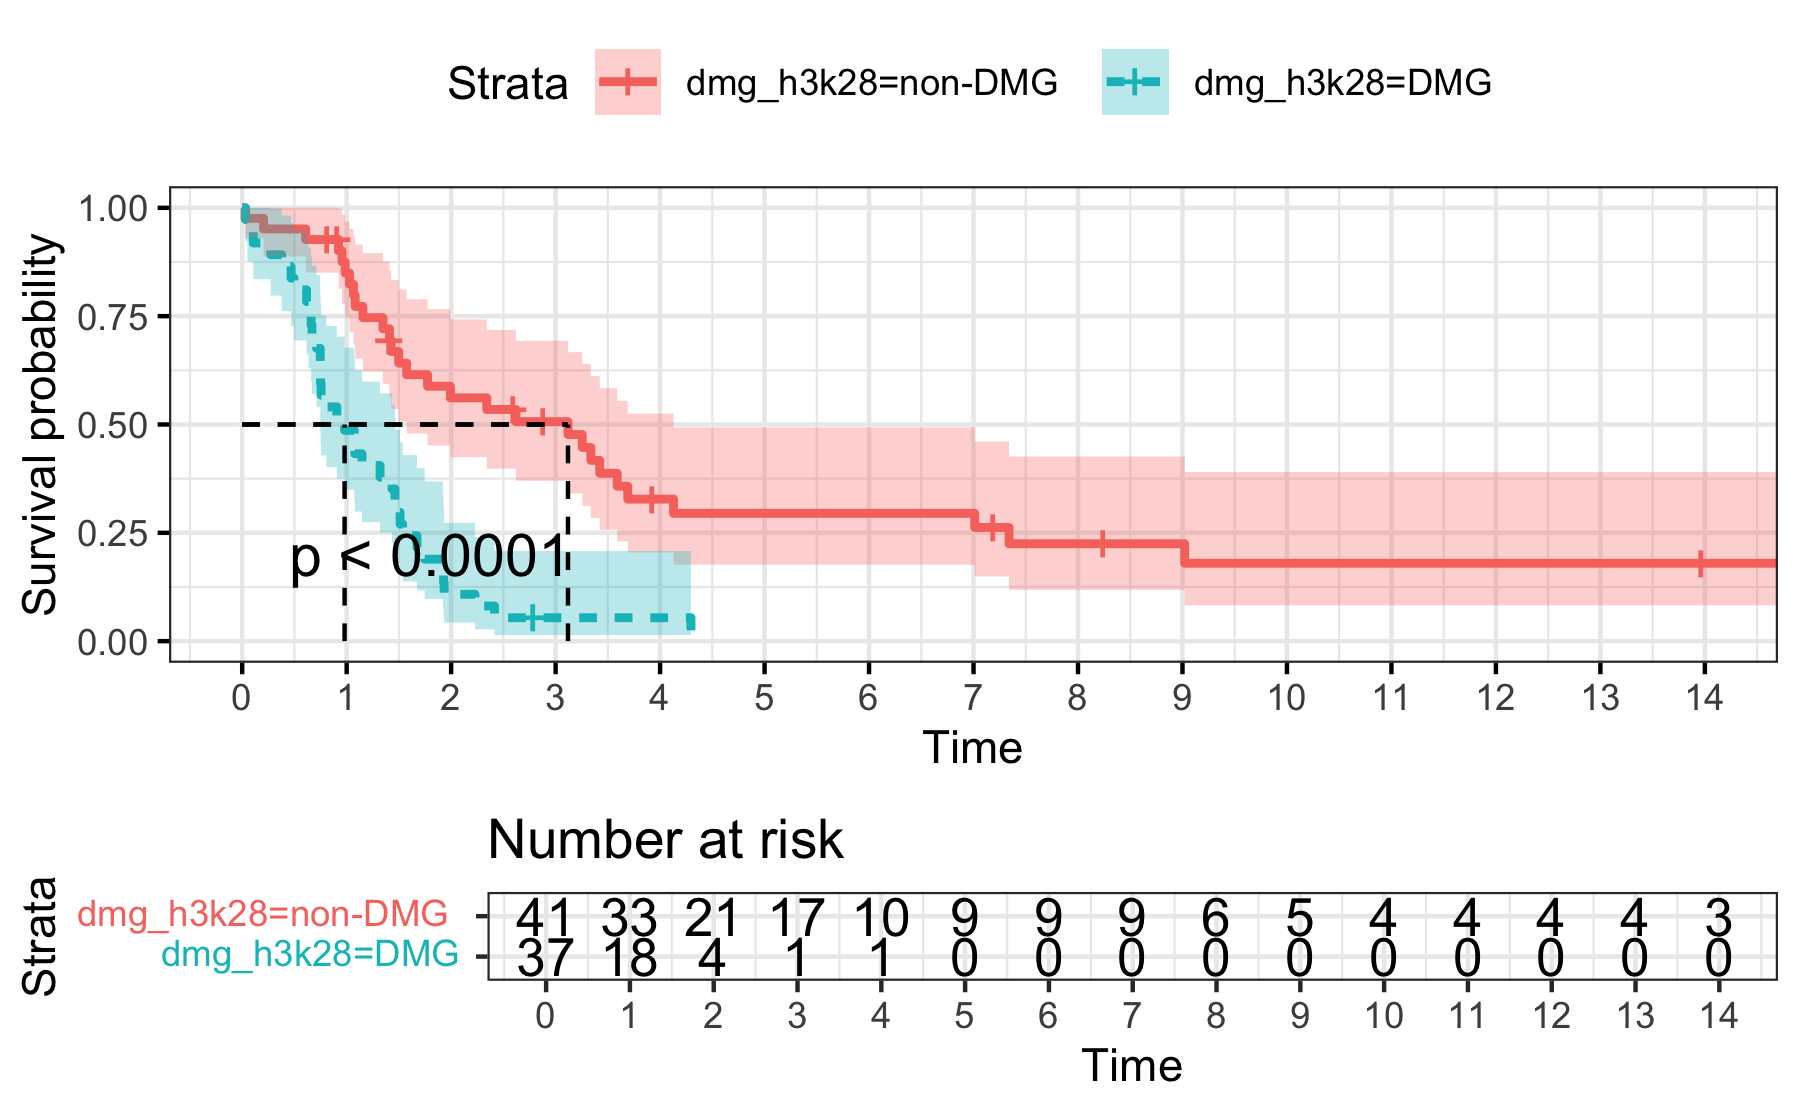 Strata dmg_h3k28=non-DMG dmg_h3k28=DMG
Survival probability
1.00
0.75
0.50
0.25
0.00
p < 0.0001
0 1 2 3 4 5 6 7 8 9 10 11 12 13 14
Time
Number at risk
Strata
dmg_h3k28=non-DMG 41 33 21 17 10 9 9 9 6 5 4 4 4 4 3
dmg_h3k28=DMG 37 18 4 1 1 0 0 0 0 0 0 0 0 0 0
0 1 2 3 4 5 6 7 8 9 10 11 12 13 14
Time